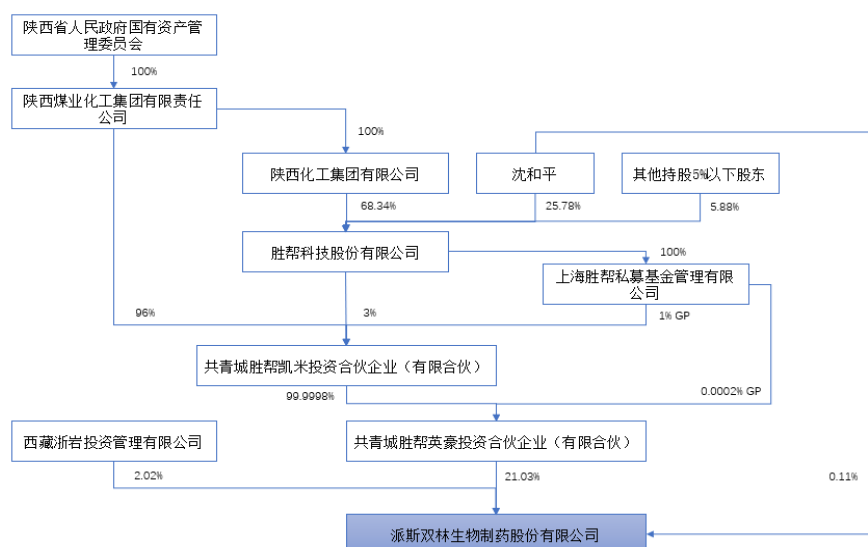 陕西省人民政府国有资产管
理委员会
100%
陕西煤业化工集团有限责任
公司
100%
陕西化工集团有限公司
沈和平
其他持股5%以下股东
68.34%
25.78%
5.88%
胜帮科技股份有限公司
100%
上海胜帮私募基金管理有限
公司
96%
3%
1% GP
共青城胜帮凯米投资合伙企业（有限合伙）
99.9998%
0.0002% GP
西藏浙岩投资管理有限公司
共青城胜帮英豪投资合伙企业（有限合伙）
2.02%
21.03%
0.11%
派斯双林生物制药股份有限公司